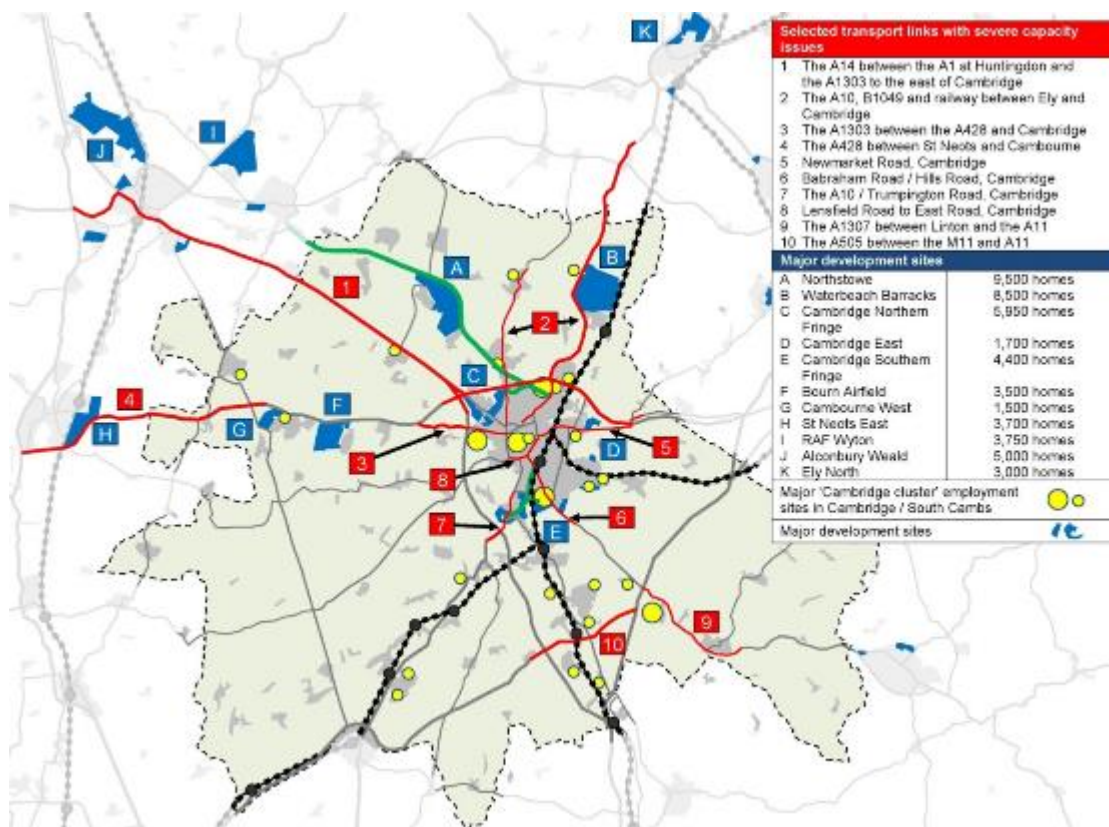 Selected transport links with severe capacity
issues
1 The A14 between the A1 at Huntingdon and
the A1303 to the east of Cambridge
2 The A10, B1049 and railway between Ely and
Cambridge
3 The A1303 between the A428 and Cambridge
4 The A428 between St Neots and Cambourne
5 Newmarket Road, Cambridge
6 Babraham Road / Hills Road, Cambridge
7 The A10 / Trumpington Road, Cambridge
8 Lensfield Road to East Road, Cambridge
9 The A1307 between Linton and the A11
10 The A505 between the M11 and A11
Major development sites
A Northstowe 9,500 homes
B Waterbeach Barracks 8,500 homes
C Cambridge Northern 5,950 homes
Fringe
D Cambridge East 1,700 homes
E Cambridge Southern 4,400 homes
Fringe
F Bourn Airfield 3,500 homes
G Cambourne West 1,500 homes
H St Neots East 3,700 homes
I RAF Wyton 3,750 homes
J Alconbury Weald 5,000 homes
K Ely North 3,000 homes
Major 'Cambridge cluster' employment
sites in Cambridge / South Cambs
Major development sites
K
I
J
A
B
1
2
C
4
F
G
H
3
D
5
8
7
6
E
9
10